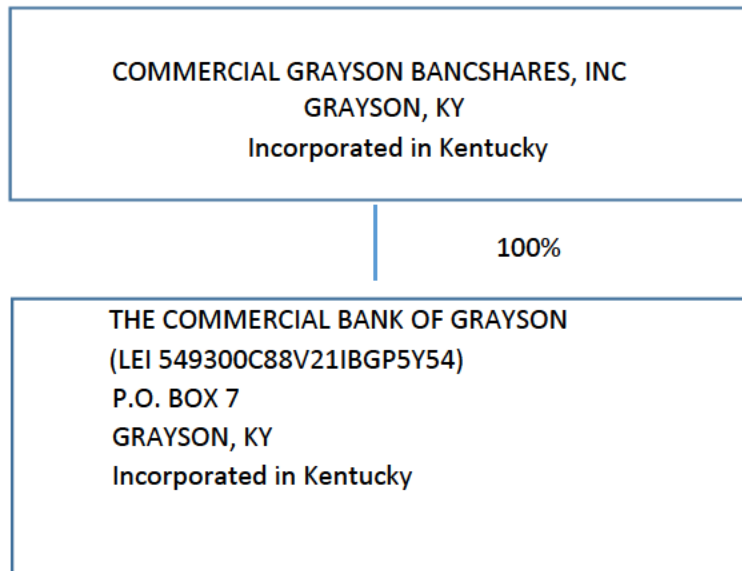 COMMERCIAL GRAYSON BANCSHARES, INC
GRAYSON, KY
Incorporated in Kentucky
100%
THE COMMERCIAL BANK OF GRAYSON
(LEI 549300C88V21IBGP5Y54)
P.O. BOX 7
GRAYSON, KY
Incorporated in Kentucky